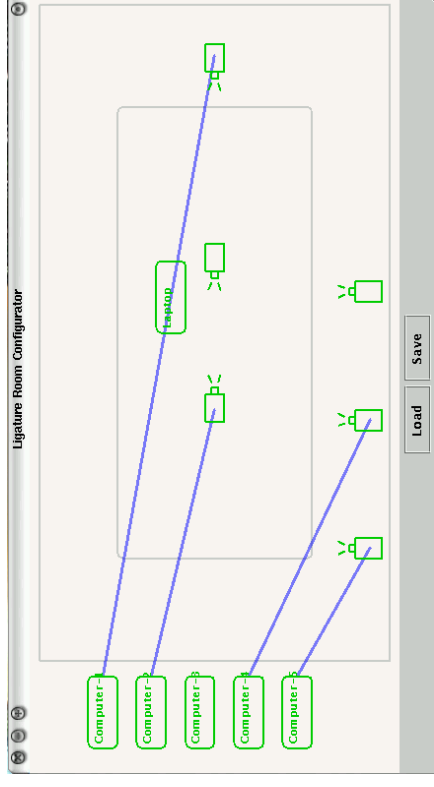 Ligature Room Configurator
Laptop
Computer-1
Computer-2
Computer-3
Computer-4
Computer-5
Load
Save